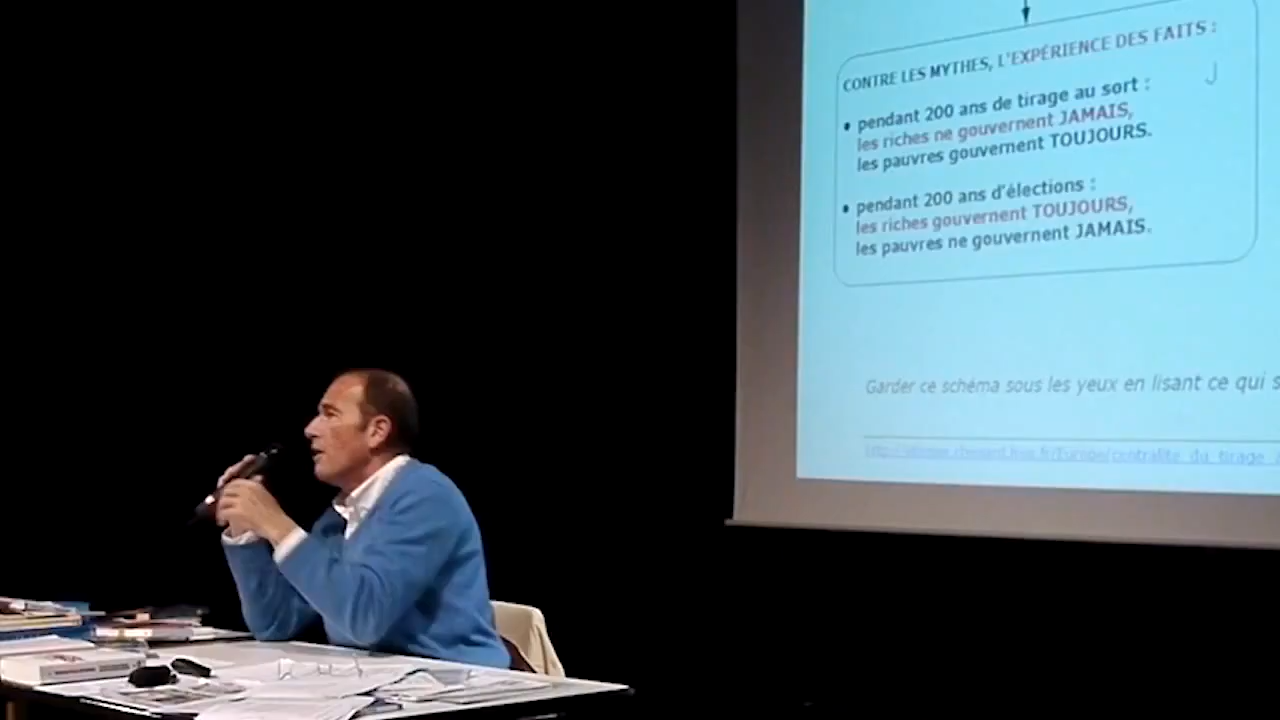 CONTRE LES MYTHES, L'EXPÉRIENCE DES FAITS :
• pendant 200 ans de tirage au sort :
les riches ne gouvernent JAMAIS,
les pauvres gouvernent TOUJOURS.
• pendant 200 ans d'élections :
les riches gouvernent TOUJOURS,
les pauvres ne gouvernent JAMAIS.
Garder ce schéma sous les yeux en lisant ce qui s